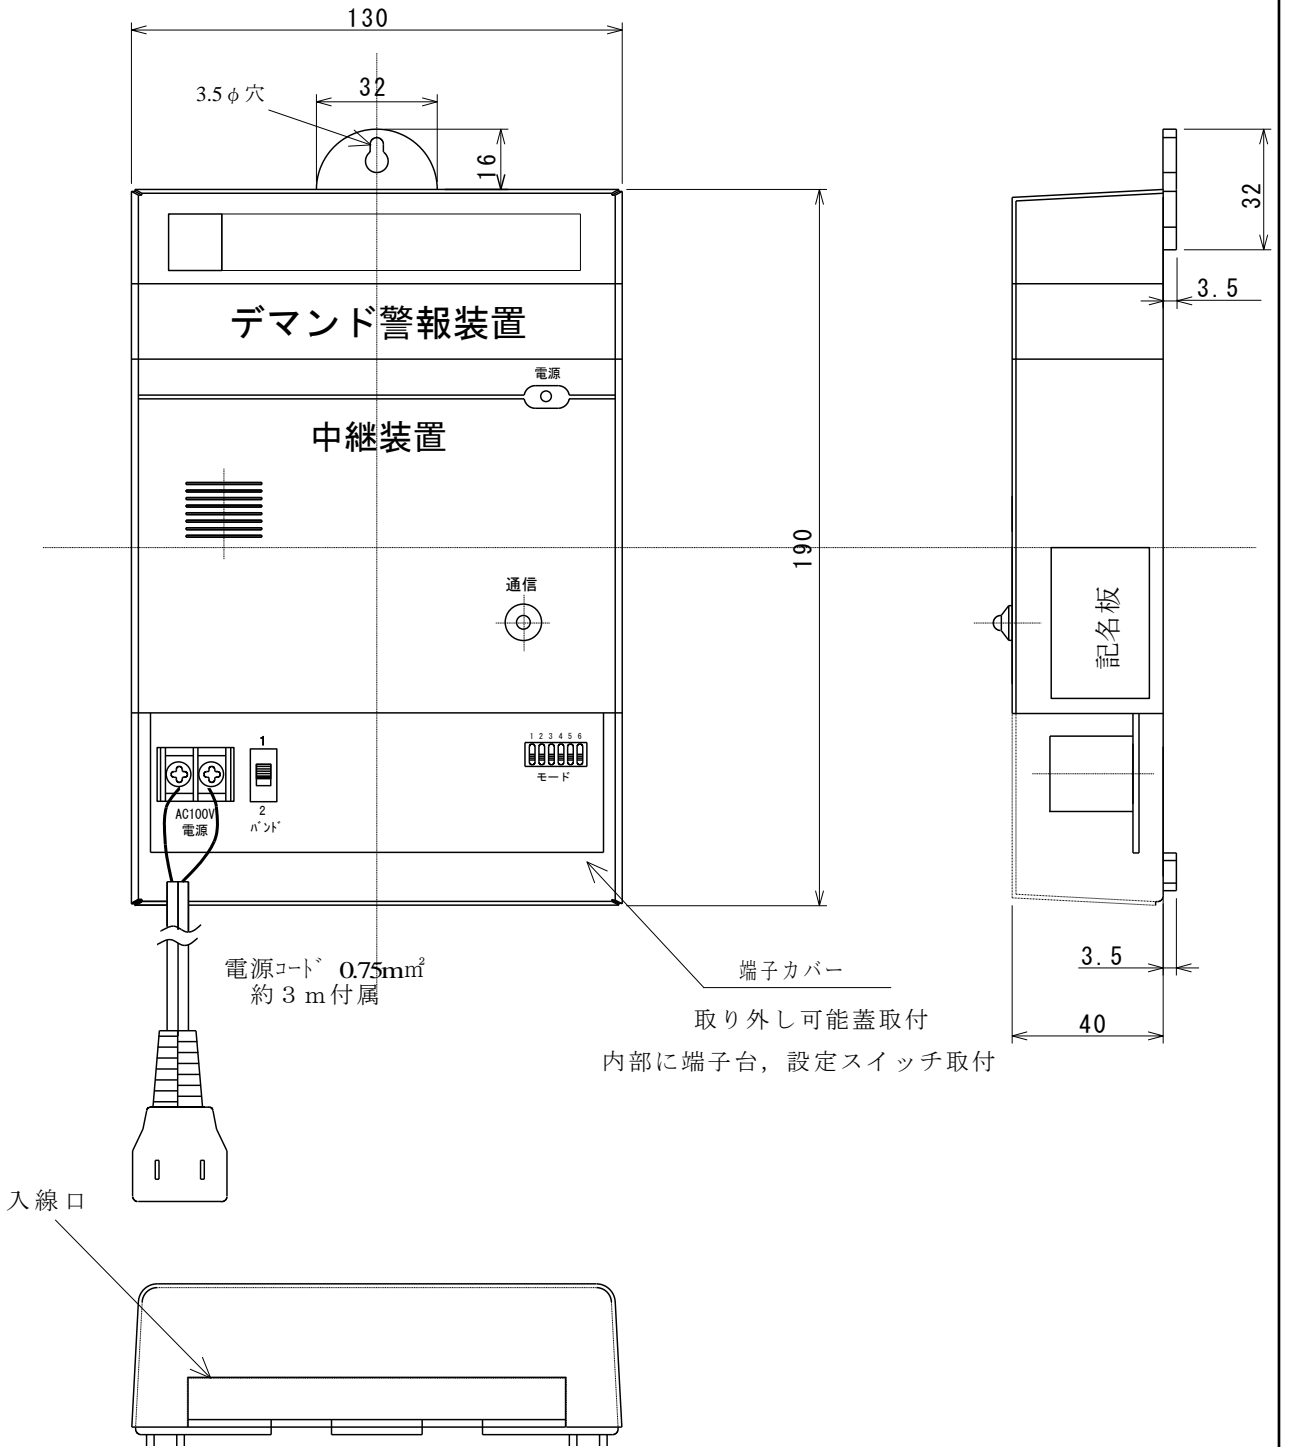 130
32
3.5φ穴
16
32
3.5
デマンド警報装置
電源
中継装置
190
通信
記名板
1
2
バンド
1 2 3 4 5 6
モード
AC100V
電源
電源コード 0.75mm²
約3m付属
端子カバー
取り外し可能蓋取付
内部に端子台，設定スイッチ取付
3.5
40
入線口